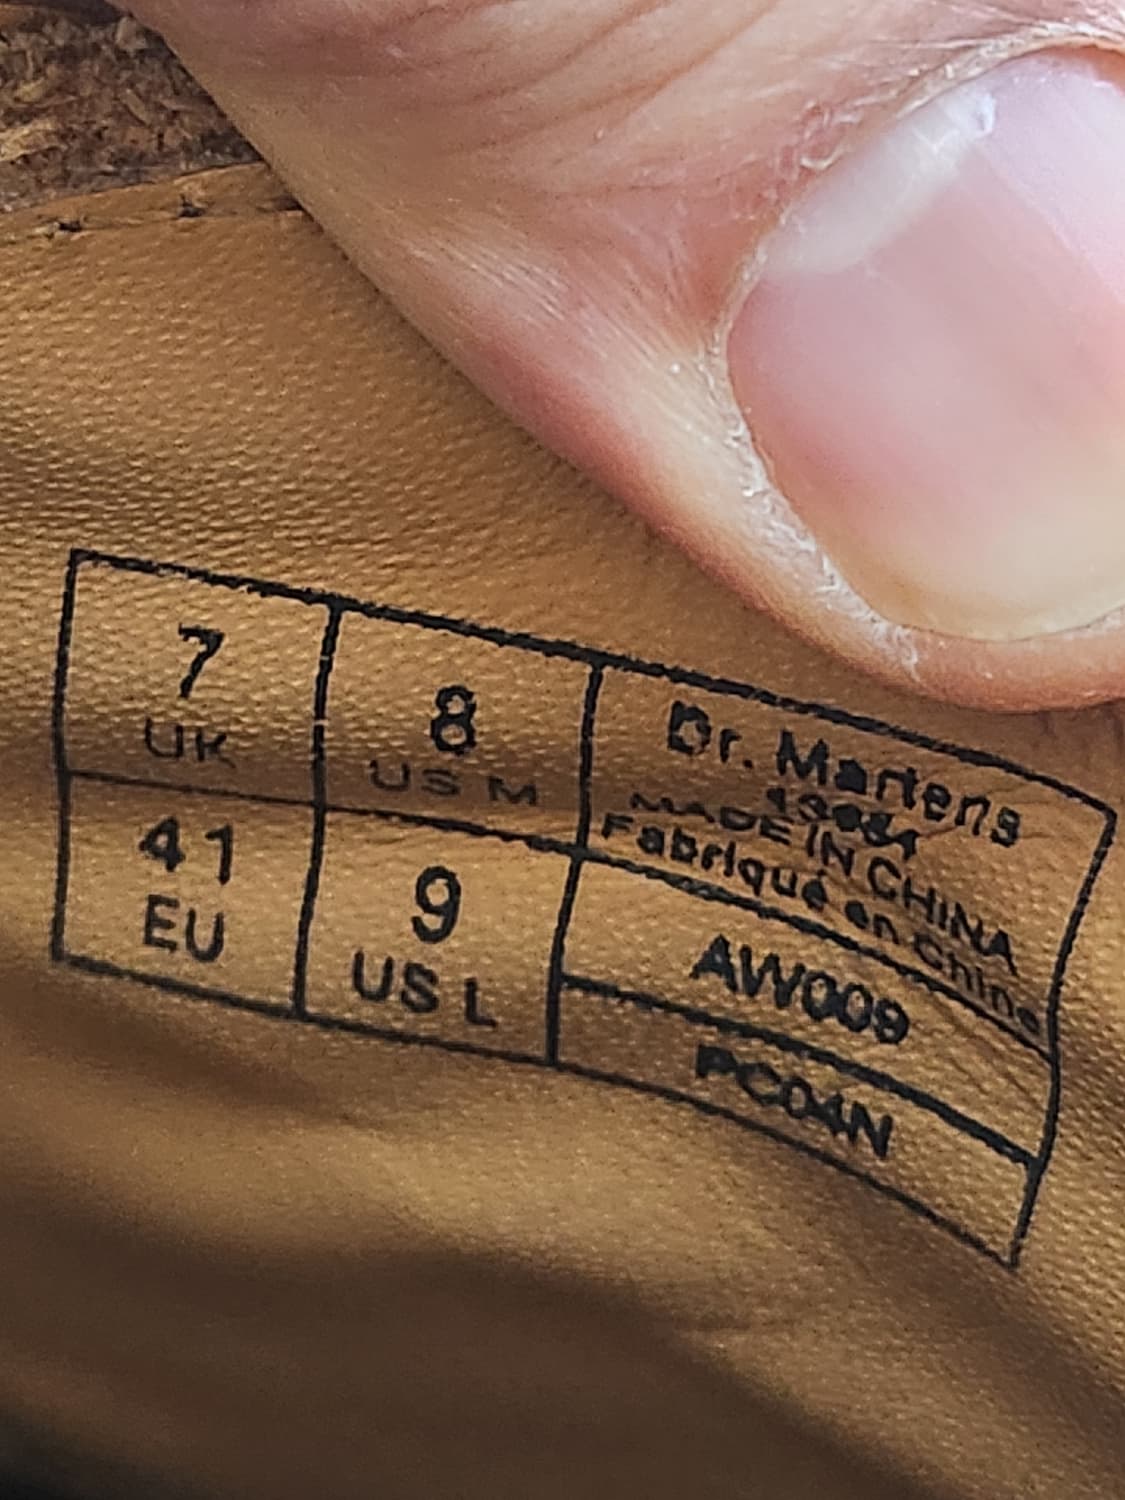 7
UK
41
EU
8
US M
9
US L
Dr. Martens
MADE IN CHINA
Fabriqué en Chine
AW009
PC04N